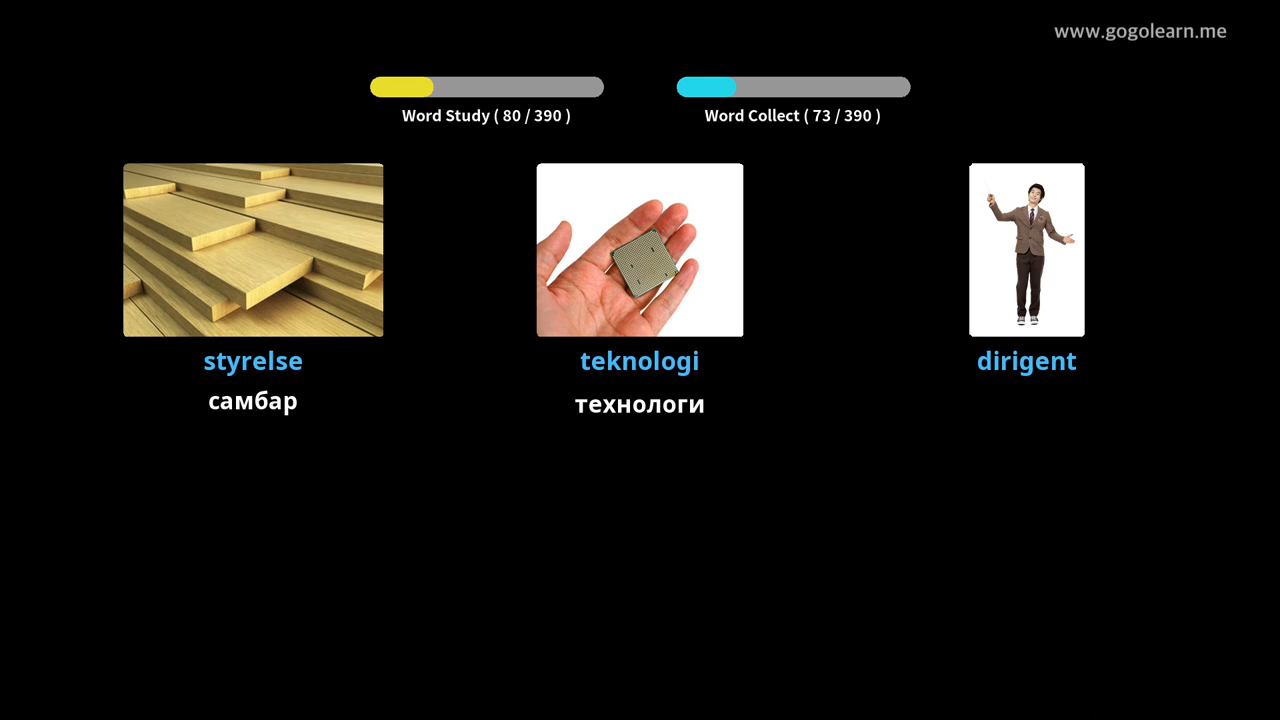 www.gogolearn.me
Word Study ( 80 / 390 )
Word Collect ( 73 / 390 )
styrelse
teknologi
dirigent
самбар
технологи